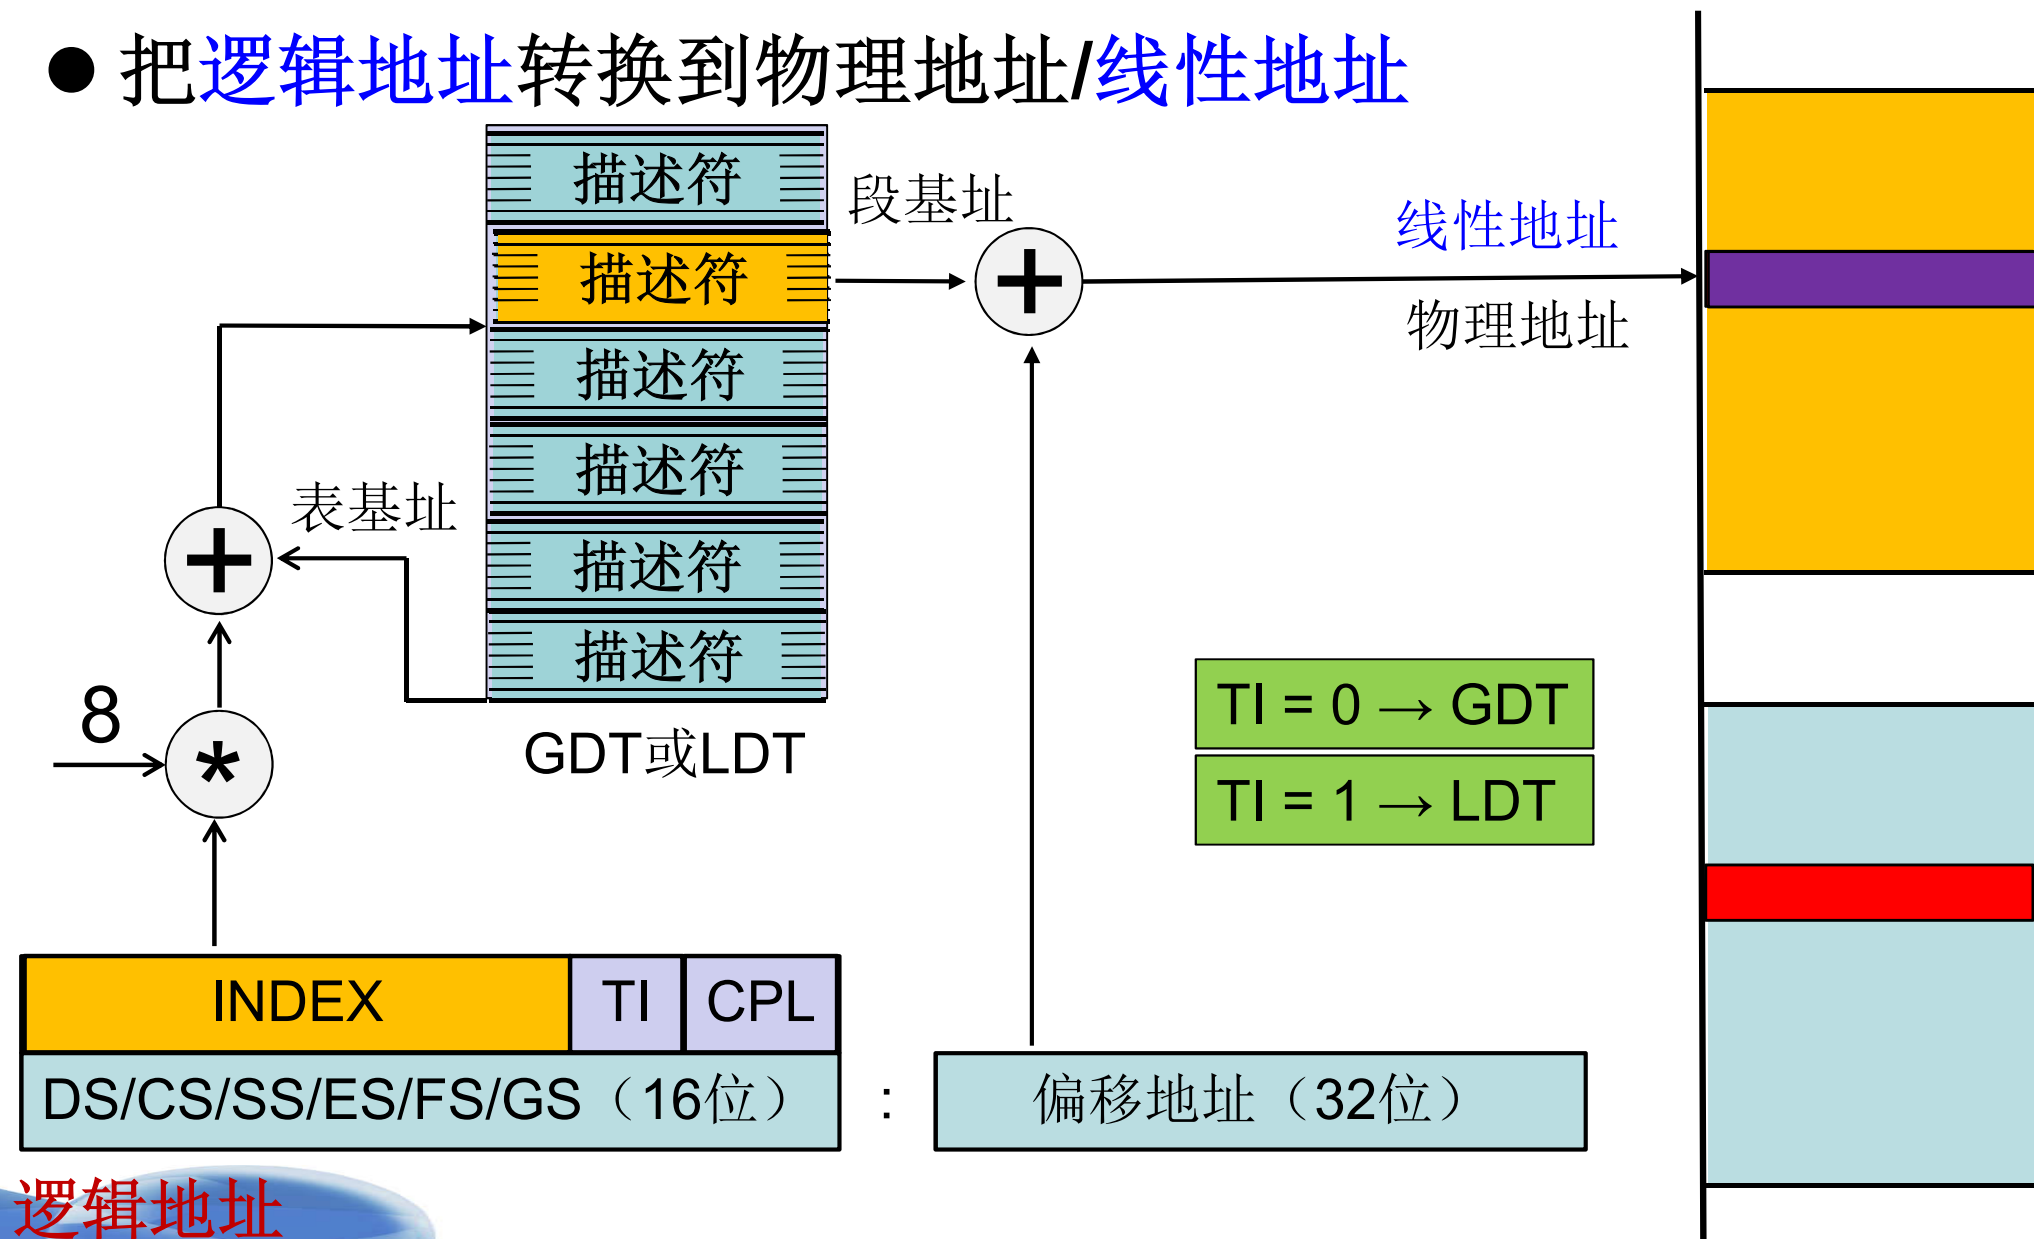 ● 把逻辑地址转换到物理地址/线性地址
描述符
描述符
描述符
描述符
描述符
描述符
段基址
线性地址
物理地址
表基址
8
GDT或LDT
TI = 0 → GDT
TI = 1 → LDT
INDEX TI CPL
DS/CS/SS/ES/FS/GS（16位） : 偏移地址（32位）
逻辑地址